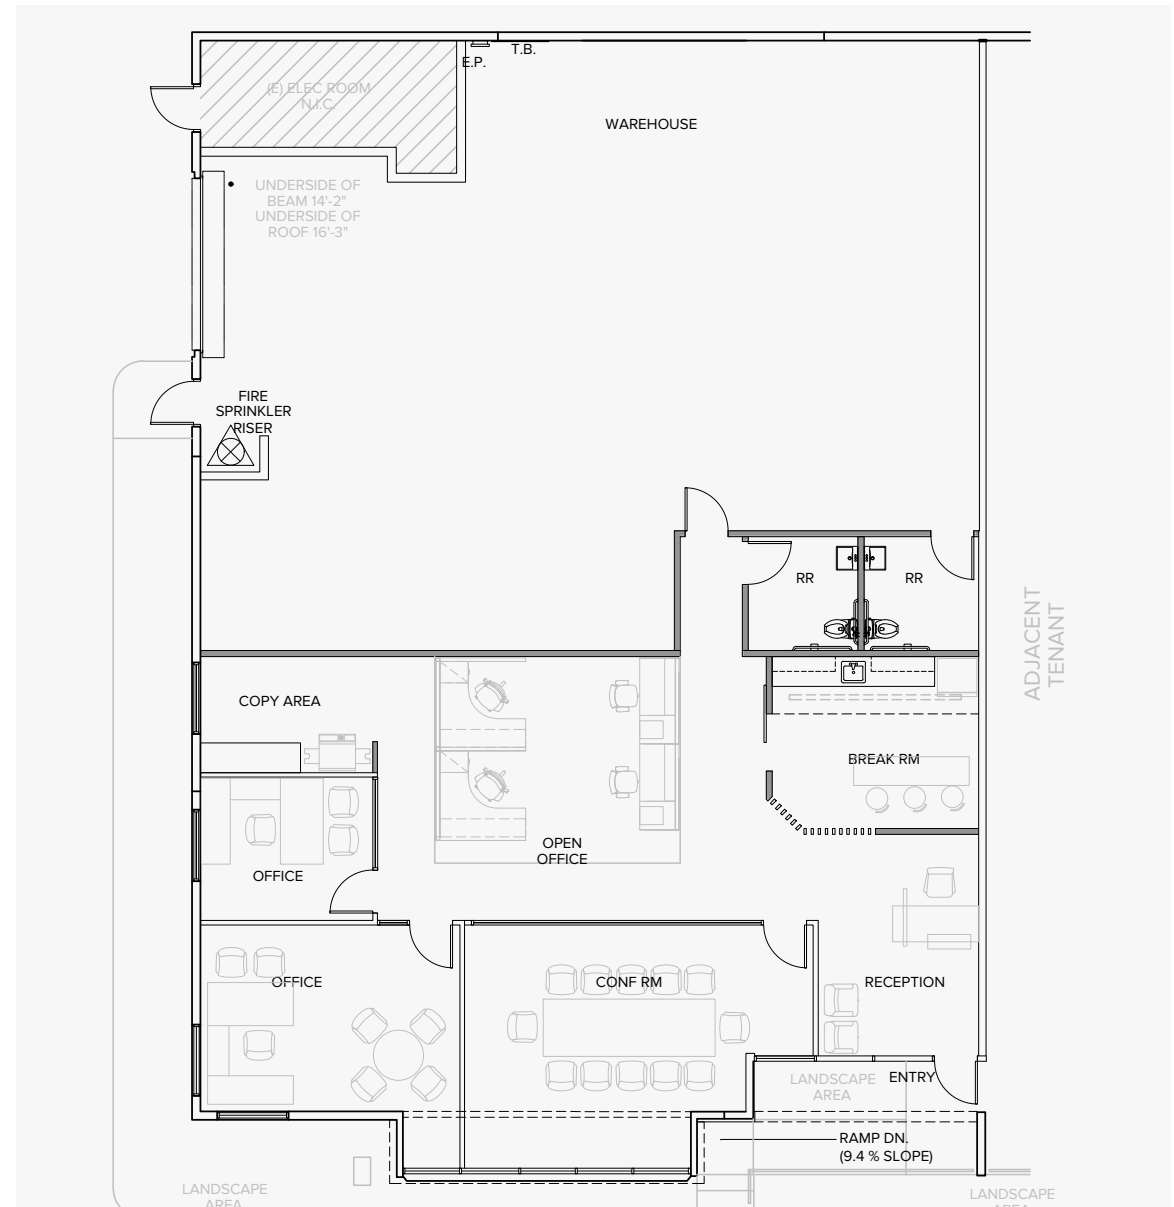 T.B.
E.P.
(E) ELEC ROOM
N.I.C.
WAREHOUSE
UNDERSIDE OF
BEAM 14'-2"
UNDERSIDE OF
ROOF 16'-3"
FIRE
SPRINKLER
RISER
RR
RR
ADJACENT
TENANT
COPY AREA
BREAK RM
OPEN
OFFICE
OFFICE
OFFICE
CONF RM
RECEPTION
LANDSCAPE
AREA
ENTRY
RAMP DN.
(9.4 % SLOPE)
LANDSCAPE
AREA
LANDSCAPE
AREA